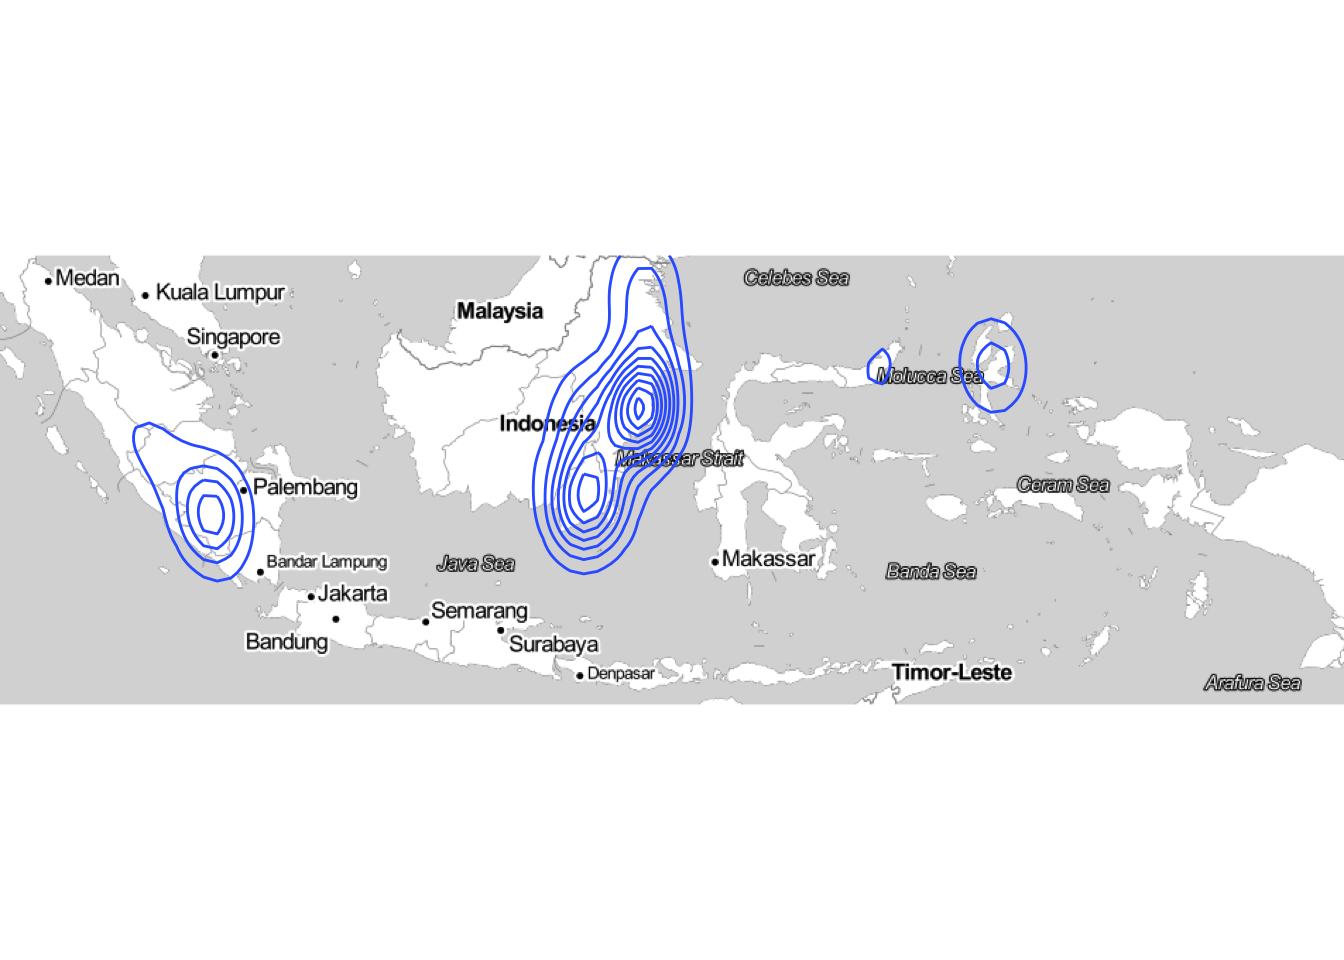 Medan
Kuala Lumpur
Celebes Sea
Malaysia
Singapore
Molucca Sea
Indonesia
Makassar Strait
Palembang
Ceram Sea
Makassar
Bandar Lampung
Java Sea
Banda Sea
Jakarta
Semarang
Bandung
Surabaya
Denpasar
Timor-Leste
Arafura Sea